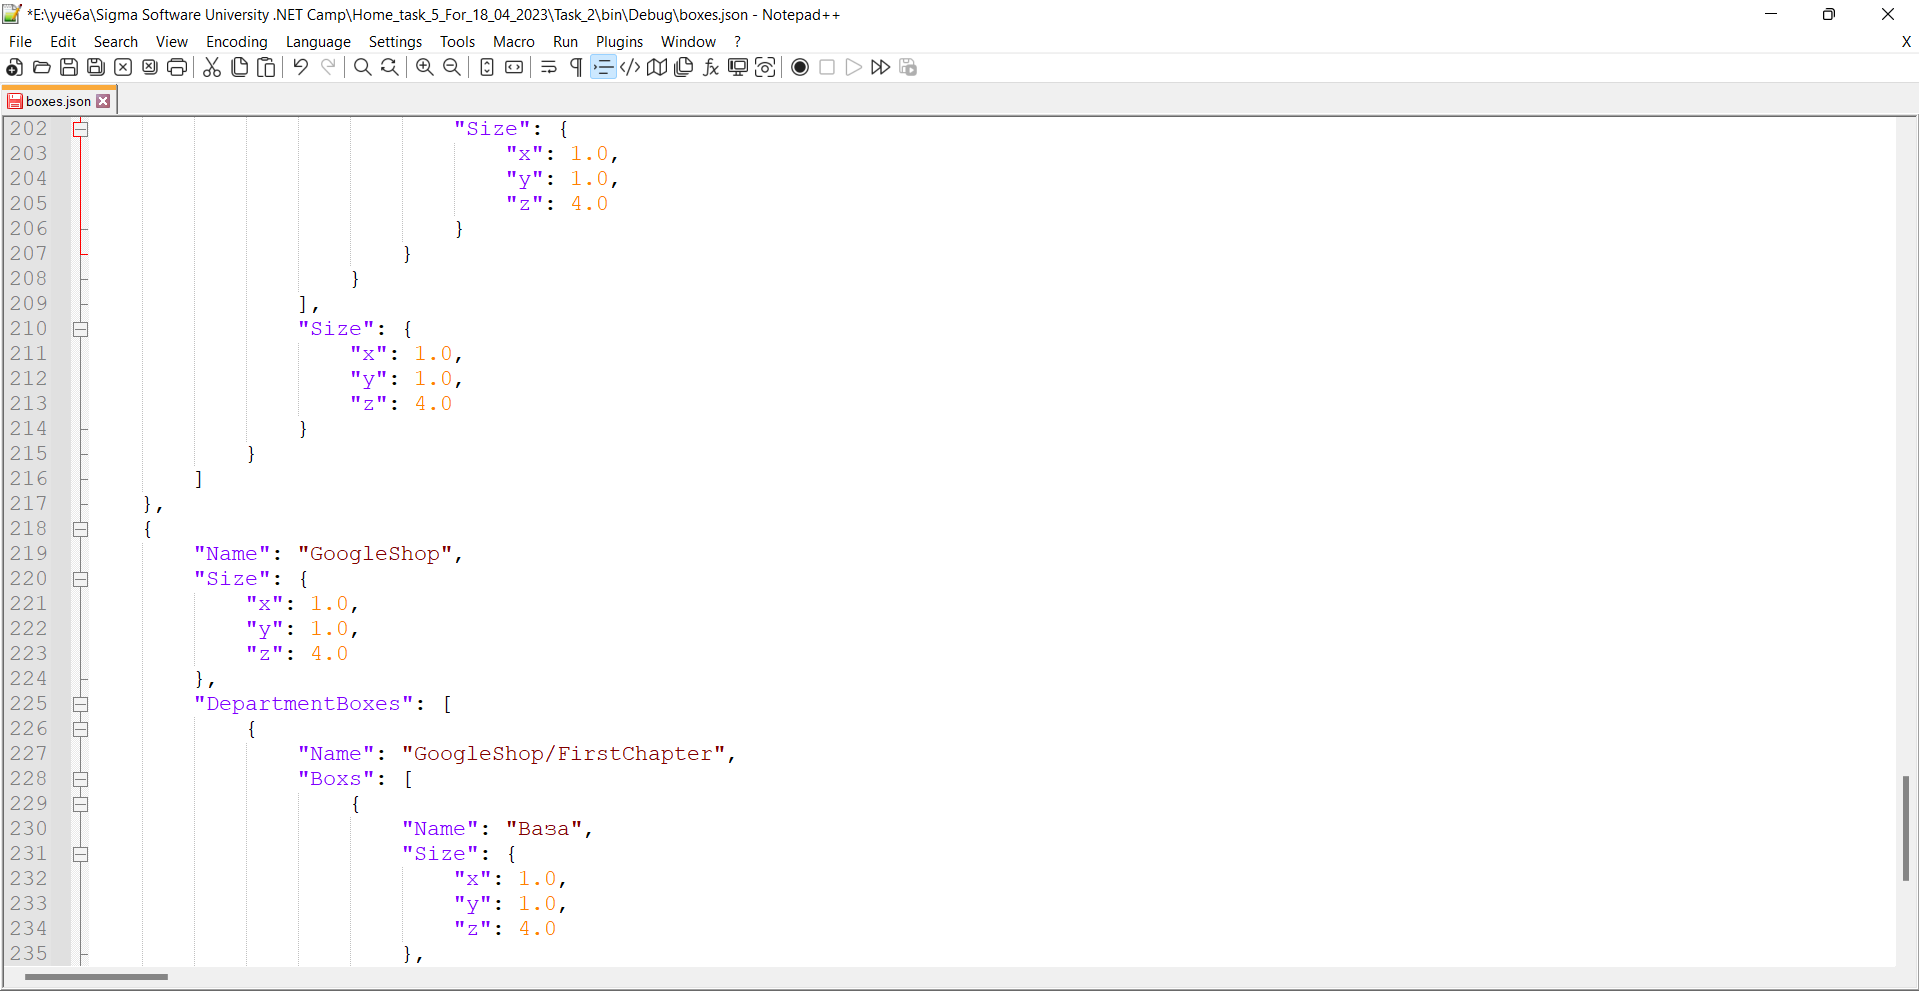 *E:\учёба\Sigma Software University .NET Camp\Home_task_5_For_18_04_2023\Task_2\bin\Debug\boxes.json - Notepad++
File Edit Search View Encoding Language Settings Tools Macro Run Plugins Window ? X
boxes.json
202 "Size": {
203 "x": 1.0,
204 "y": 1.0,
205 "z": 4.0
206 }
207 }
208 }
209 ],
210 "Size": {
211 "x": 1.0,
212 "y": 1.0,
213 "z": 4.0
214 }
215 }
216 ]
217 },
218 {
219 "Name": "GoogleShop",
220 "Size": {
221 "x": 1.0,
222 "y": 1.0,
223 "z": 4.0
224 },
225 "DepartmentBoxes": [
226 {
227 "Name": "GoogleShop/FirstChapter",
228 "Boxs": [
229 {
230 "Name": "Ваза",
231 "Size": {
232 "x": 1.0,
233 "y": 1.0,
234 "z": 4.0
235 },